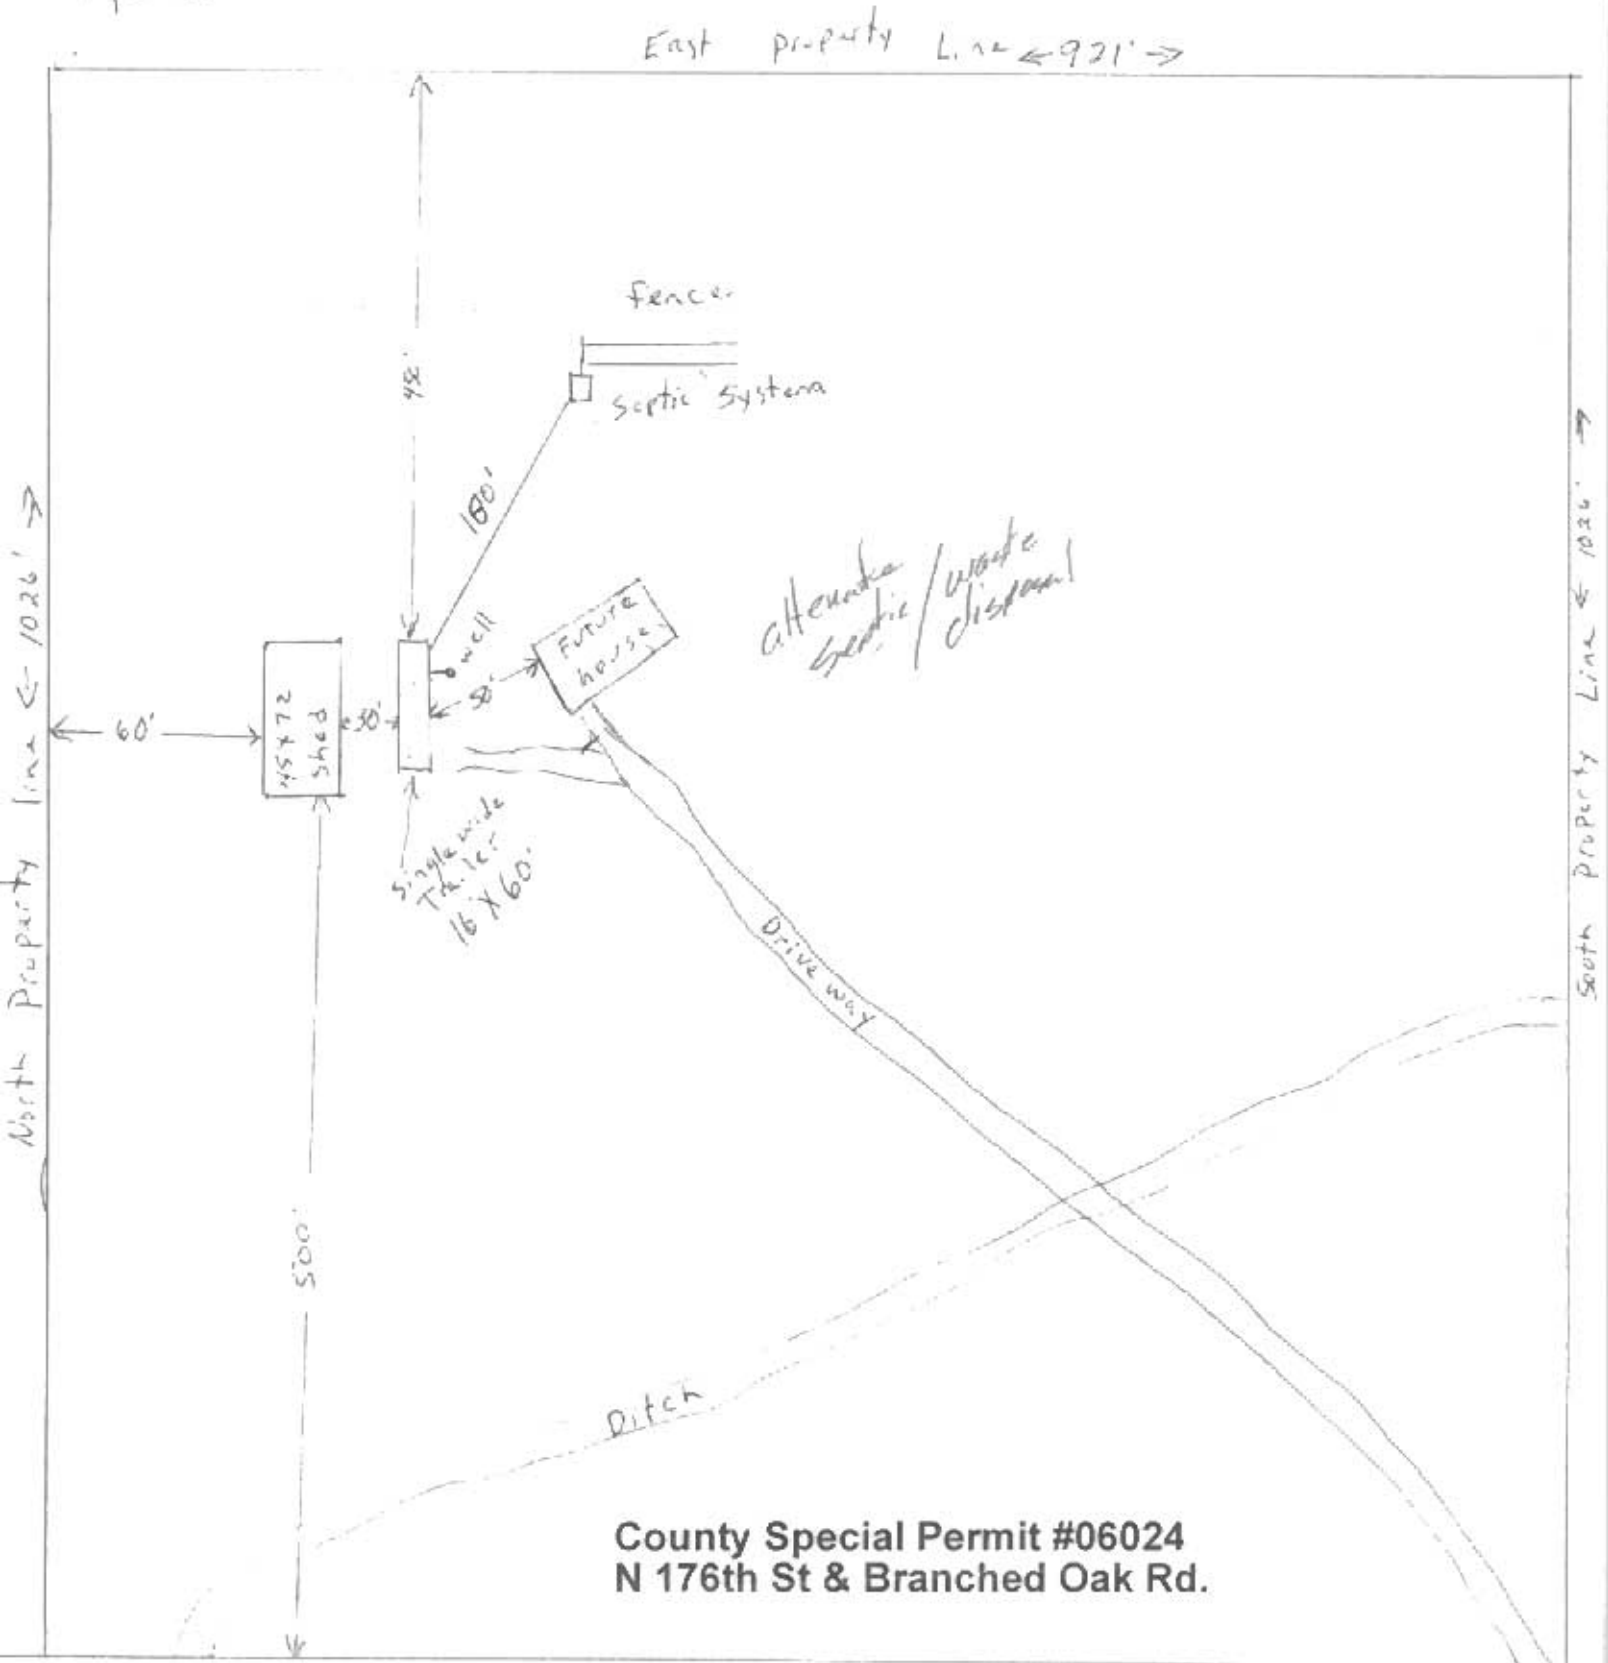 East property Line ← 921' →
fence
septic system
180'
well
Future
house
50'
alternate
septic / waste
disposal
North Property line ← 1026' →
South Property Line ← 1026' →
60'
45x72
shed
30'
single wide
Trailer
16' X 60'
Drive way
500'
Ditch
County Special Permit #06024
N 176th St & Branched Oak Rd.